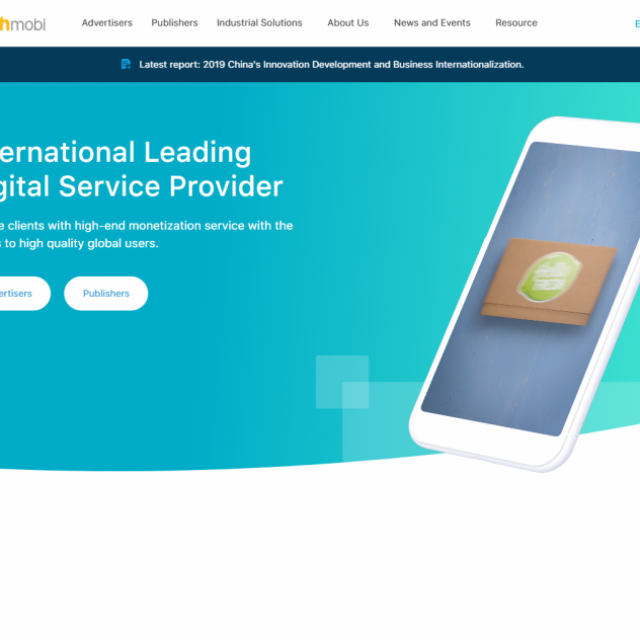 hmobi
Advertisers Publishers Industrial Solutions About Us News and Events Resource
E
Latest report: 2019 China's Innovation Development and Business Internationalization.
ernational Leading
gital Service Provider
e clients with high-end monetization service with the
s to high quality global users.
ertisers Publishers